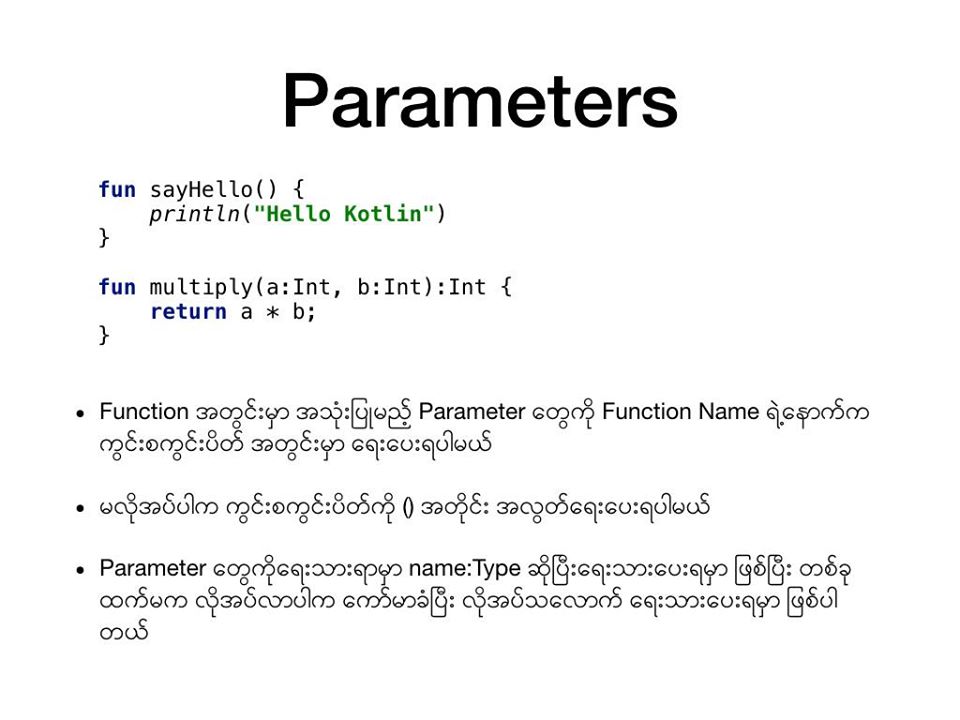 Parameters
fun sayHello() {
    println("Hello Kotlin")
}
fun multiply(a:Int, b:Int):Int {
    return a * b;
}
• Function အတွင်းမှာ အသုံးပြုမည့် Parameter တွေကို Function Name ရဲ့နောက်က
ကွင်းစကွင်းပိတ် အတွင်းမှာ ရေးပေးရပါမယ်
• မလိုအပ်ပါက ကွင်းစကွင်းပိတ်ကို () အတိုင်း အလွတ်ရေးပေးရပါမယ်
• Parameter တွေကိုရေးသားရာမှာ name:Type ဆိုပြီးရေးသားပေးရမှာ ဖြစ်ပြီး တစ်ခု
ထက်မက လိုအပ်လာပါက ကော်မာခံပြီး လိုအပ်သလောက် ရေးသားပေးရမှာ ဖြစ်ပါ
တယ်